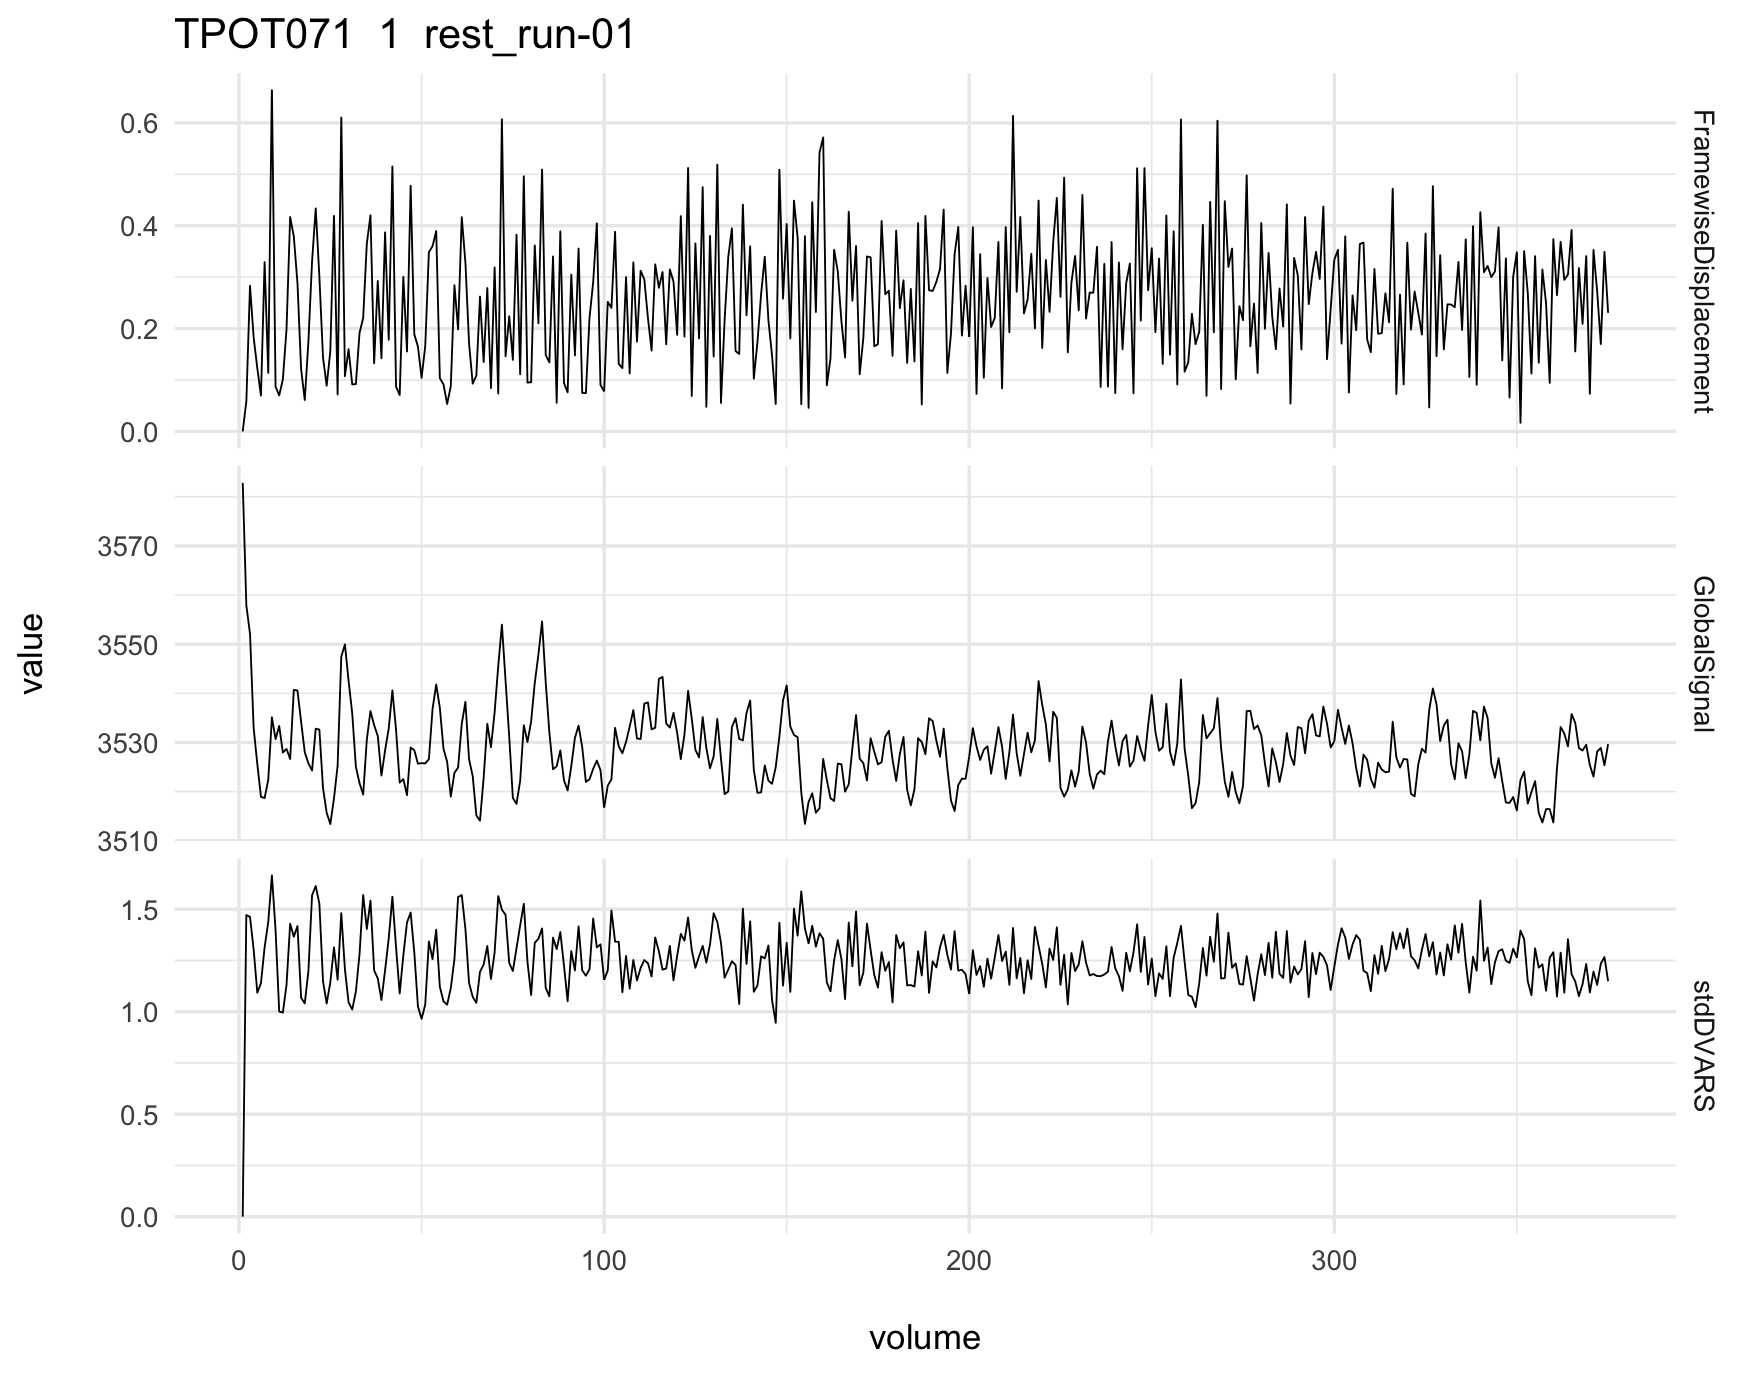 TPOT071 1 rest_run-01
0.6
0.4
0.2
0.0
FramewiseDisplacement
3570
3550
3530
3510
GlobalSignal
1.5
1.0
0.5
0.0
stdDVARS
value
0 100 200 300
volume